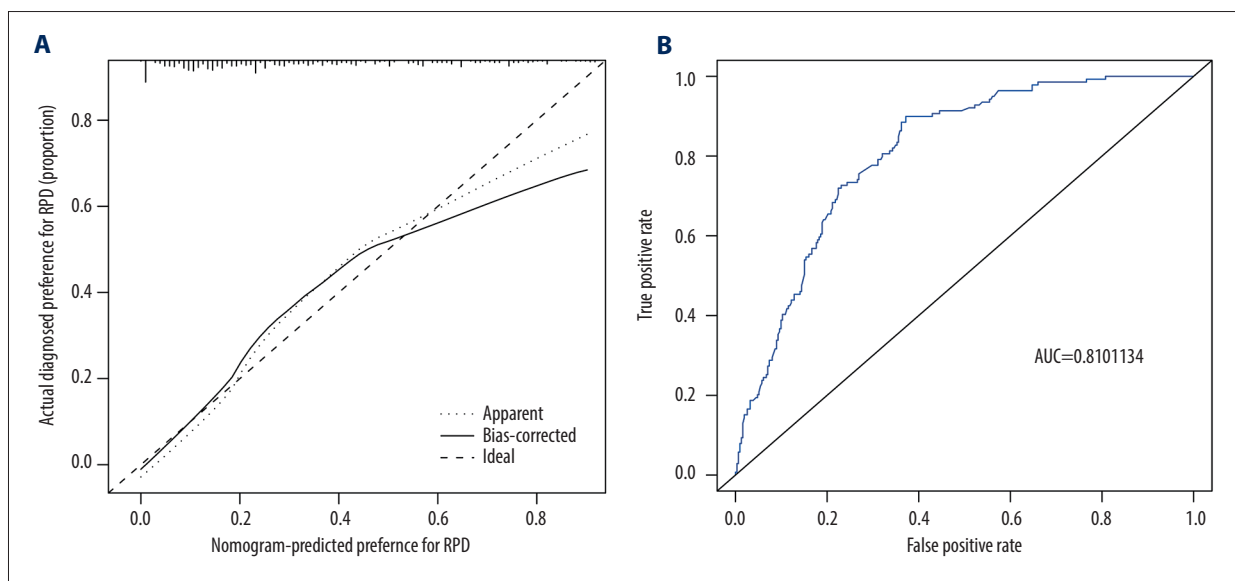 A
Actual diagnosed preference for RPD (proportion)
0.8
0.6
0.4
0.2
0.0
Apparent
Bias-corrected
Ideal
0.0 0.2 0.4 0.6 0.8
Nomogram-predicted prefernce for RPD
B
True positive rate
1.0
0.8
0.6
0.4
0.2
0.0
AUC=0.8101134
0.0 0.2 0.4 0.6 0.8 1.0
False positive rate